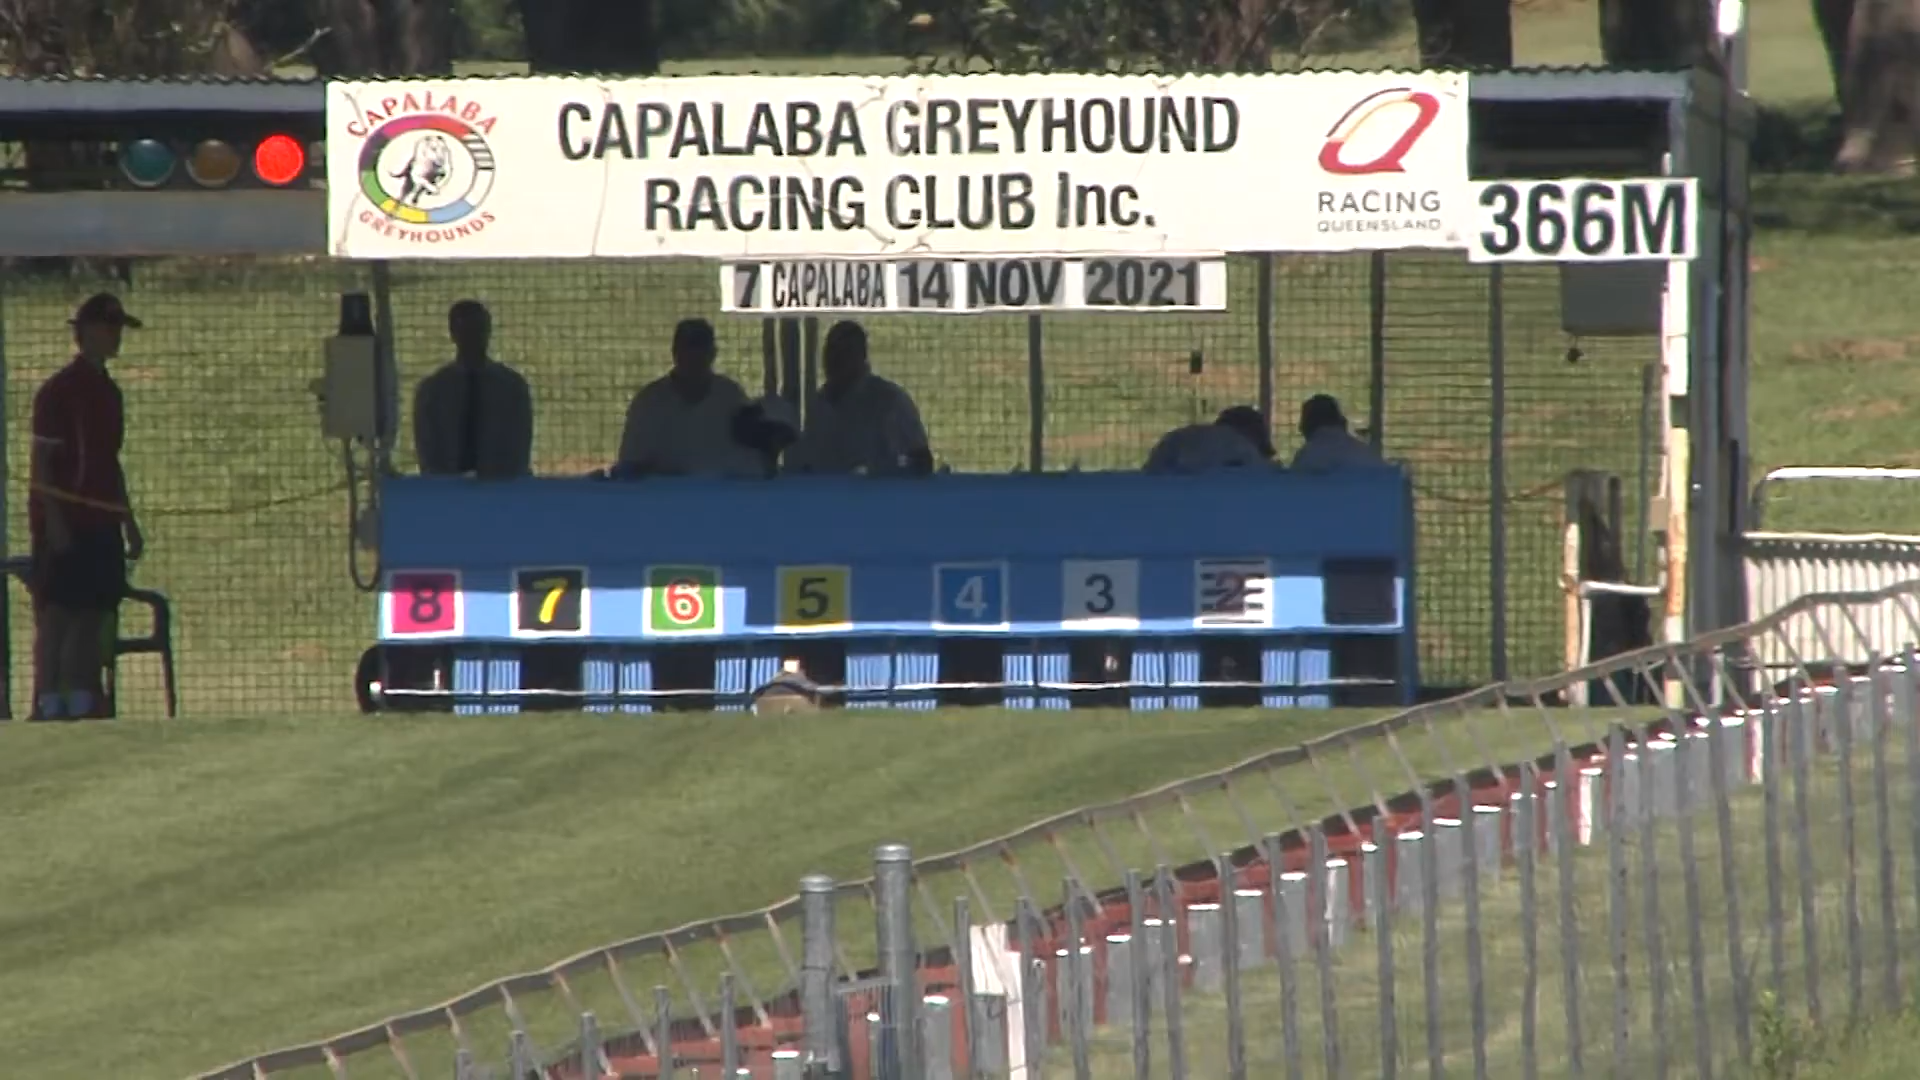 CAPALABA
GREYHOUNDS
CAPALABA GREYHOUND
RACING CLUB Inc.
RACING
QUEENSLAND
366M
7 CAPALABA 14 NOV 2021
8 7 6 5 4 3 2